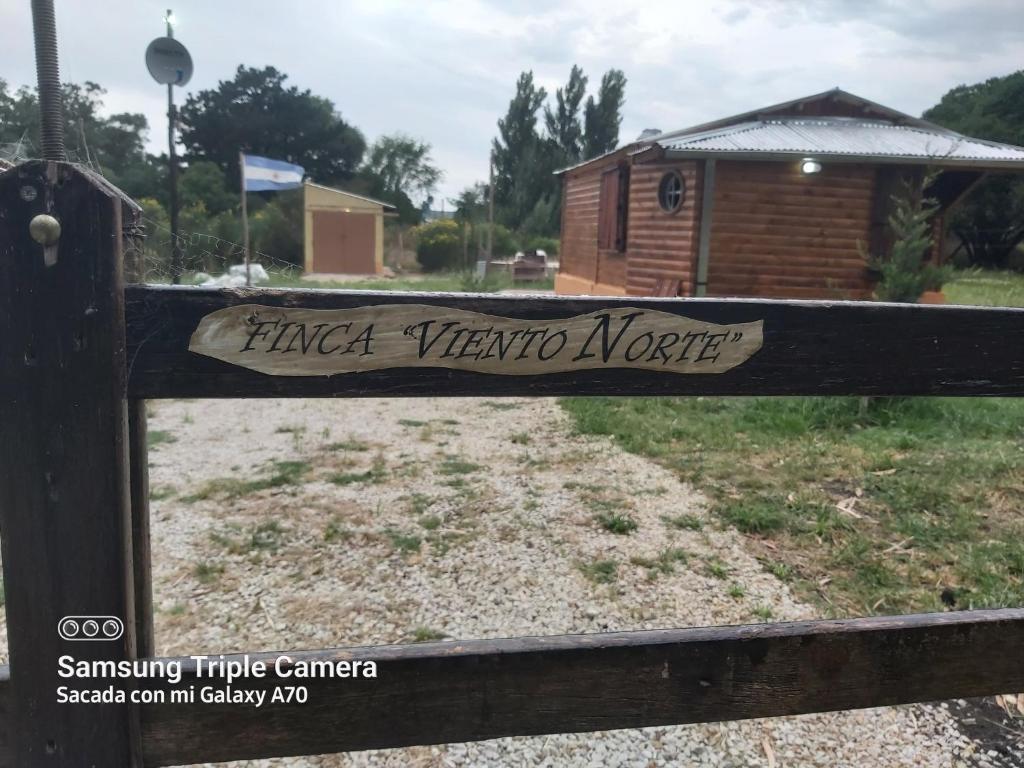 FINCA “VIENTO NORTE”
Samsung Triple Camera
Sacada con mi Galaxy A70